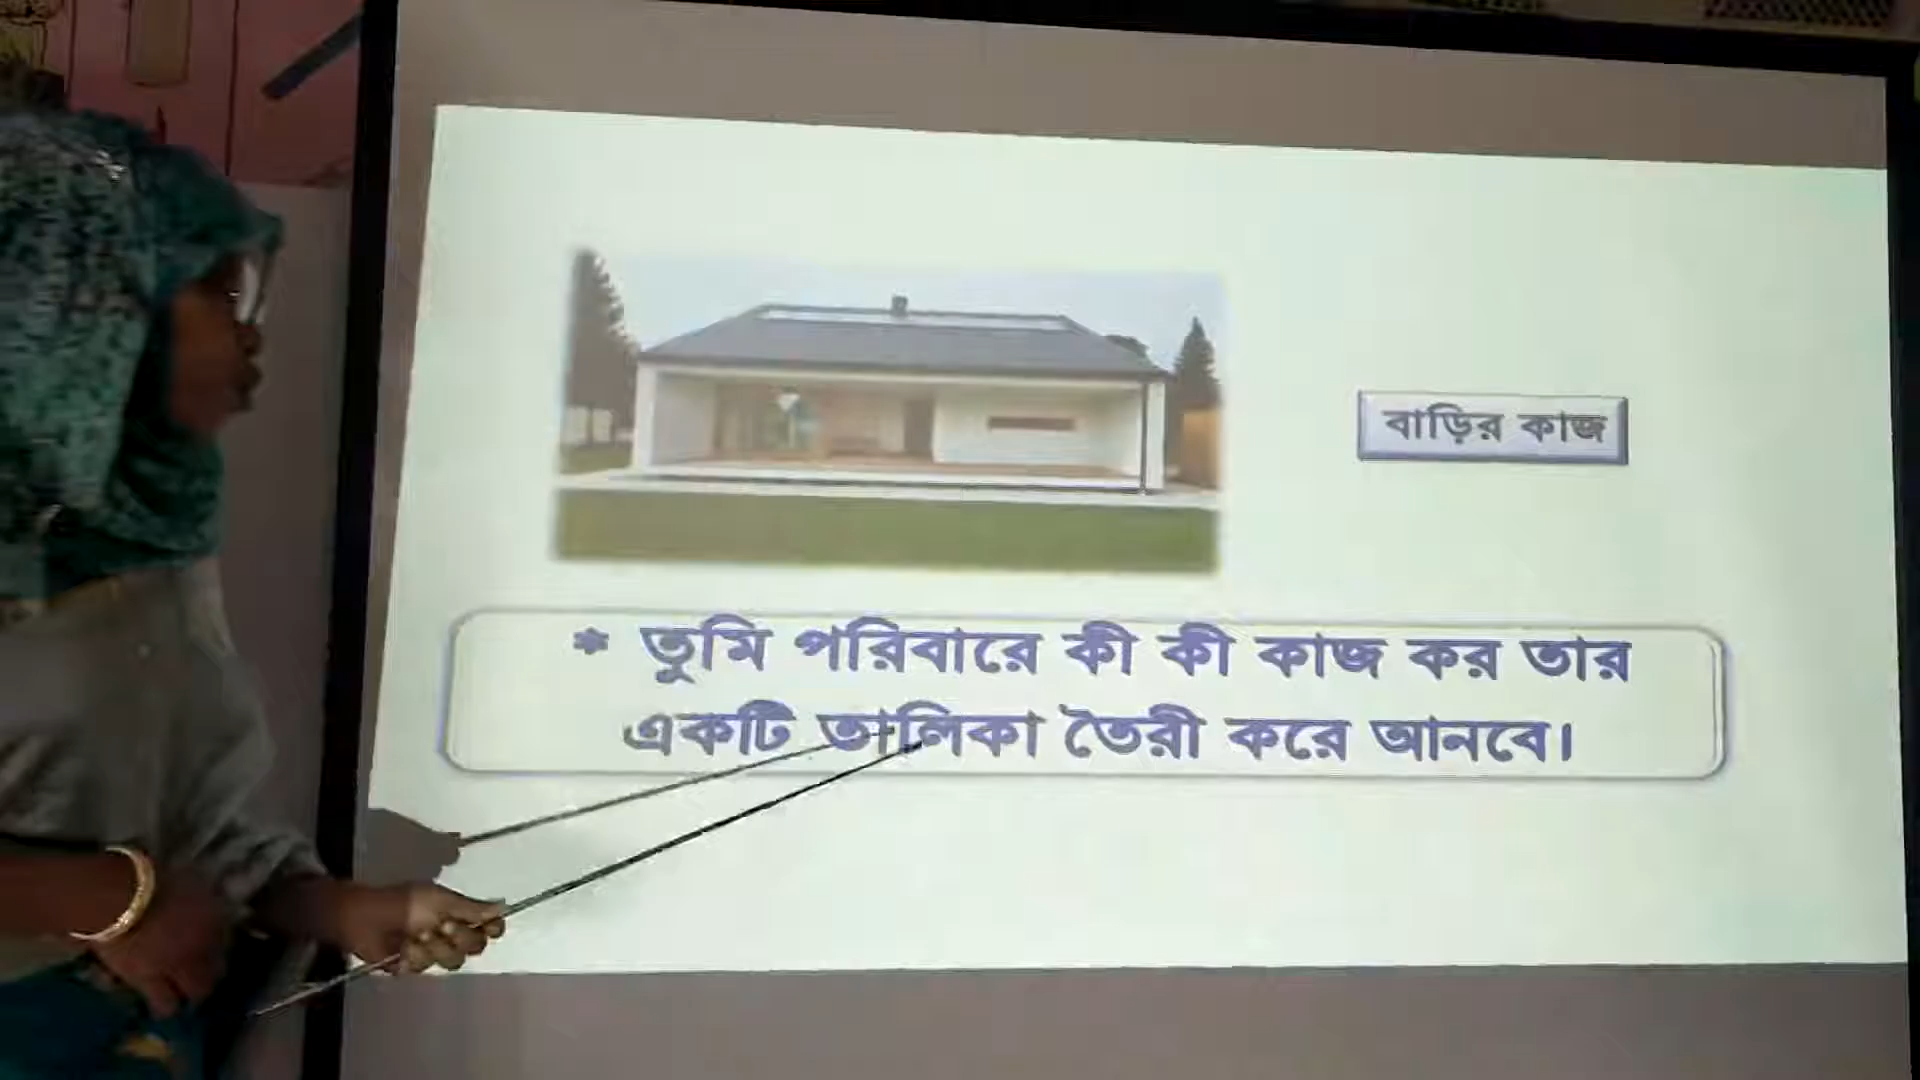 বাড়ির কাজ
* তুমি পরিবারে কী কী কাজ কর তার
একটি তালিকা তৈরী করে আনবে।